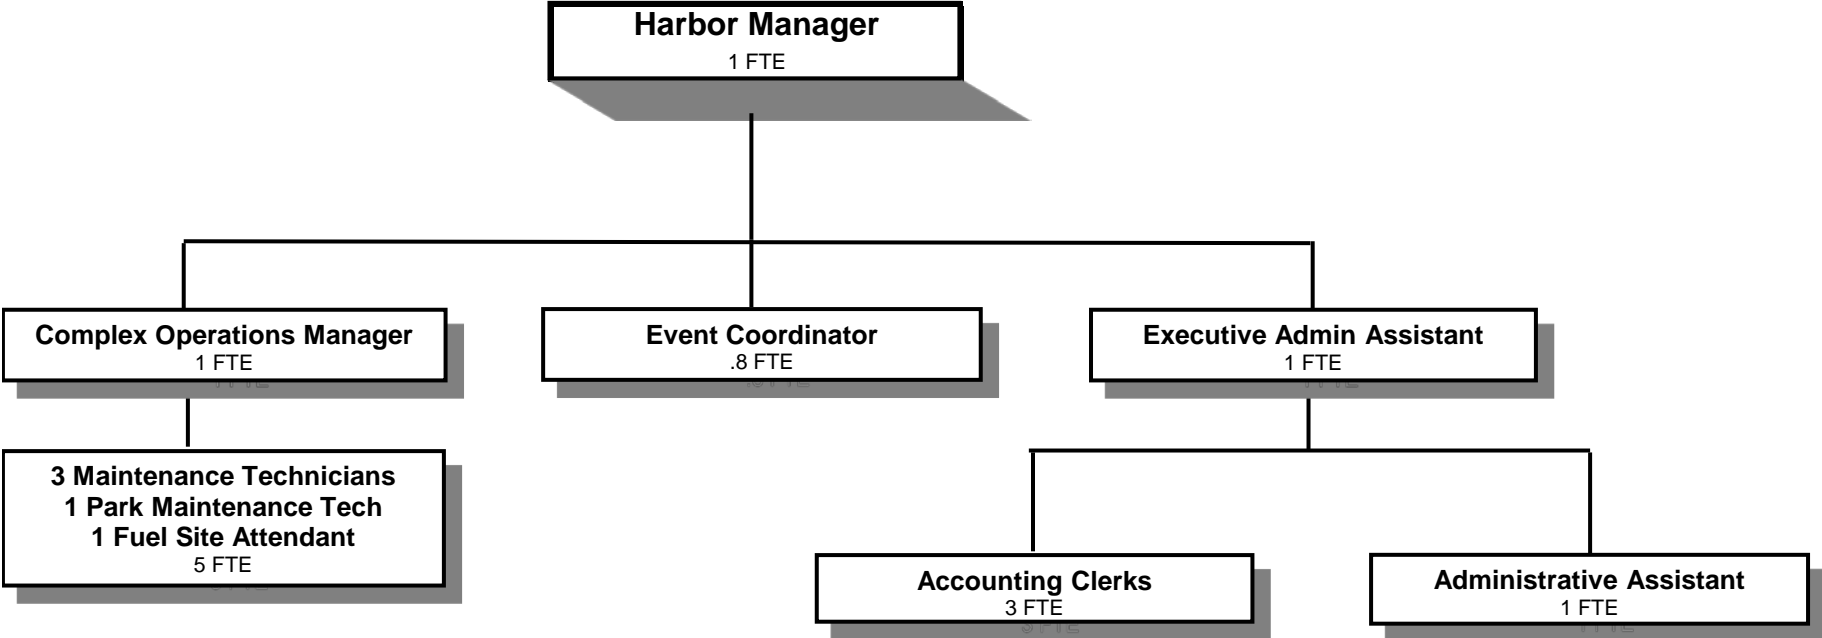 Harbor Manager
1 FTE
Complex Operations Manager
1 FTE
Event Coordinator
.8 FTE
Executive Admin Assistant
1 FTE
3 Maintenance Technicians
1 Park Maintenance Tech
1 Fuel Site Attendant
5 FTE
Accounting Clerks
3 FTE
Administrative Assistant
1 FTE